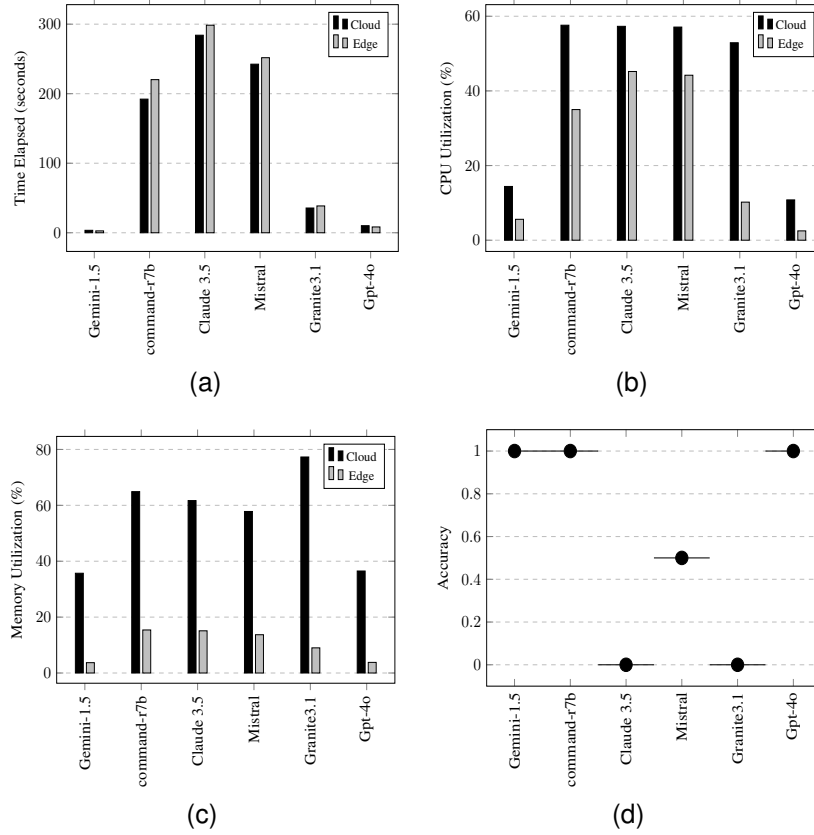 Time Elapsed (seconds)
300
200
100
0
Cloud
Edge
Gemini-1.5
command-r7b
Claude 3.5
Mistral
Granite3.1
Gpt-4o
(a)
CPU Utilization (%)
60
40
20
0
Cloud
Edge
Gemini-1.5
command-r7b
Claude 3.5
Mistral
Granite3.1
Gpt-4o
(b)
Memory Utilization (%)
80
60
40
20
0
Cloud
Edge
Gemini-1.5
command-r7b
Claude 3.5
Mistral
Granite3.1
Gpt-4o
(c)
Accuracy
1
0.8
0.6
0.4
0.2
0
Gemini-1.5
command-r7b
Claude 3.5
Mistral
Granite3.1
Gpt-4o
(d)